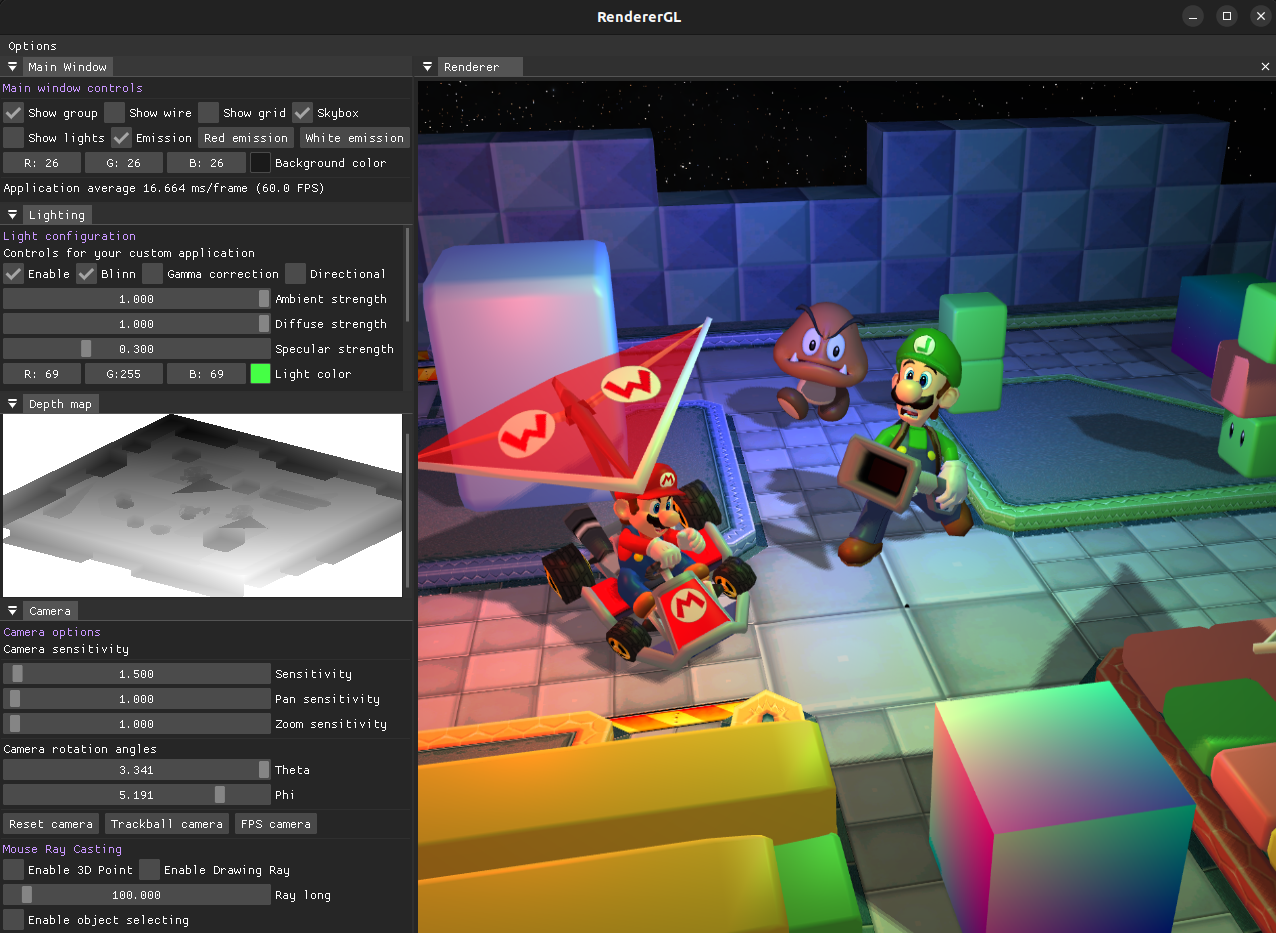 RendererGL
Options
Main Window
Main window controls
Show group Show wire Show grid Skybox
Show lights Emission Red emission White emission
R: 26 G: 26 B: 26 Background color
Application average 16.664 ms/frame (60.0 FPS)
Lighting
Light configuration
Controls for your custom application
Enable Blinn Gamma correction Directional
1.000 Ambient strength
1.000 Diffuse strength
0.300 Specular strength
R: 69 G:255 B: 69 Light color
Depth map
Camera
Camera options
Camera sensitivity
1.500 Sensitivity
1.000 Pan sensitivity
1.000 Zoom sensitivity
Camera rotation angles
3.341 Theta
5.191 Phi
Reset camera Trackball camera FPS camera
Mouse Ray Casting
Enable 3D Point Enable Drawing Ray
100.000 Ray long
Enable object selecting
Renderer
L
W
W
M
M